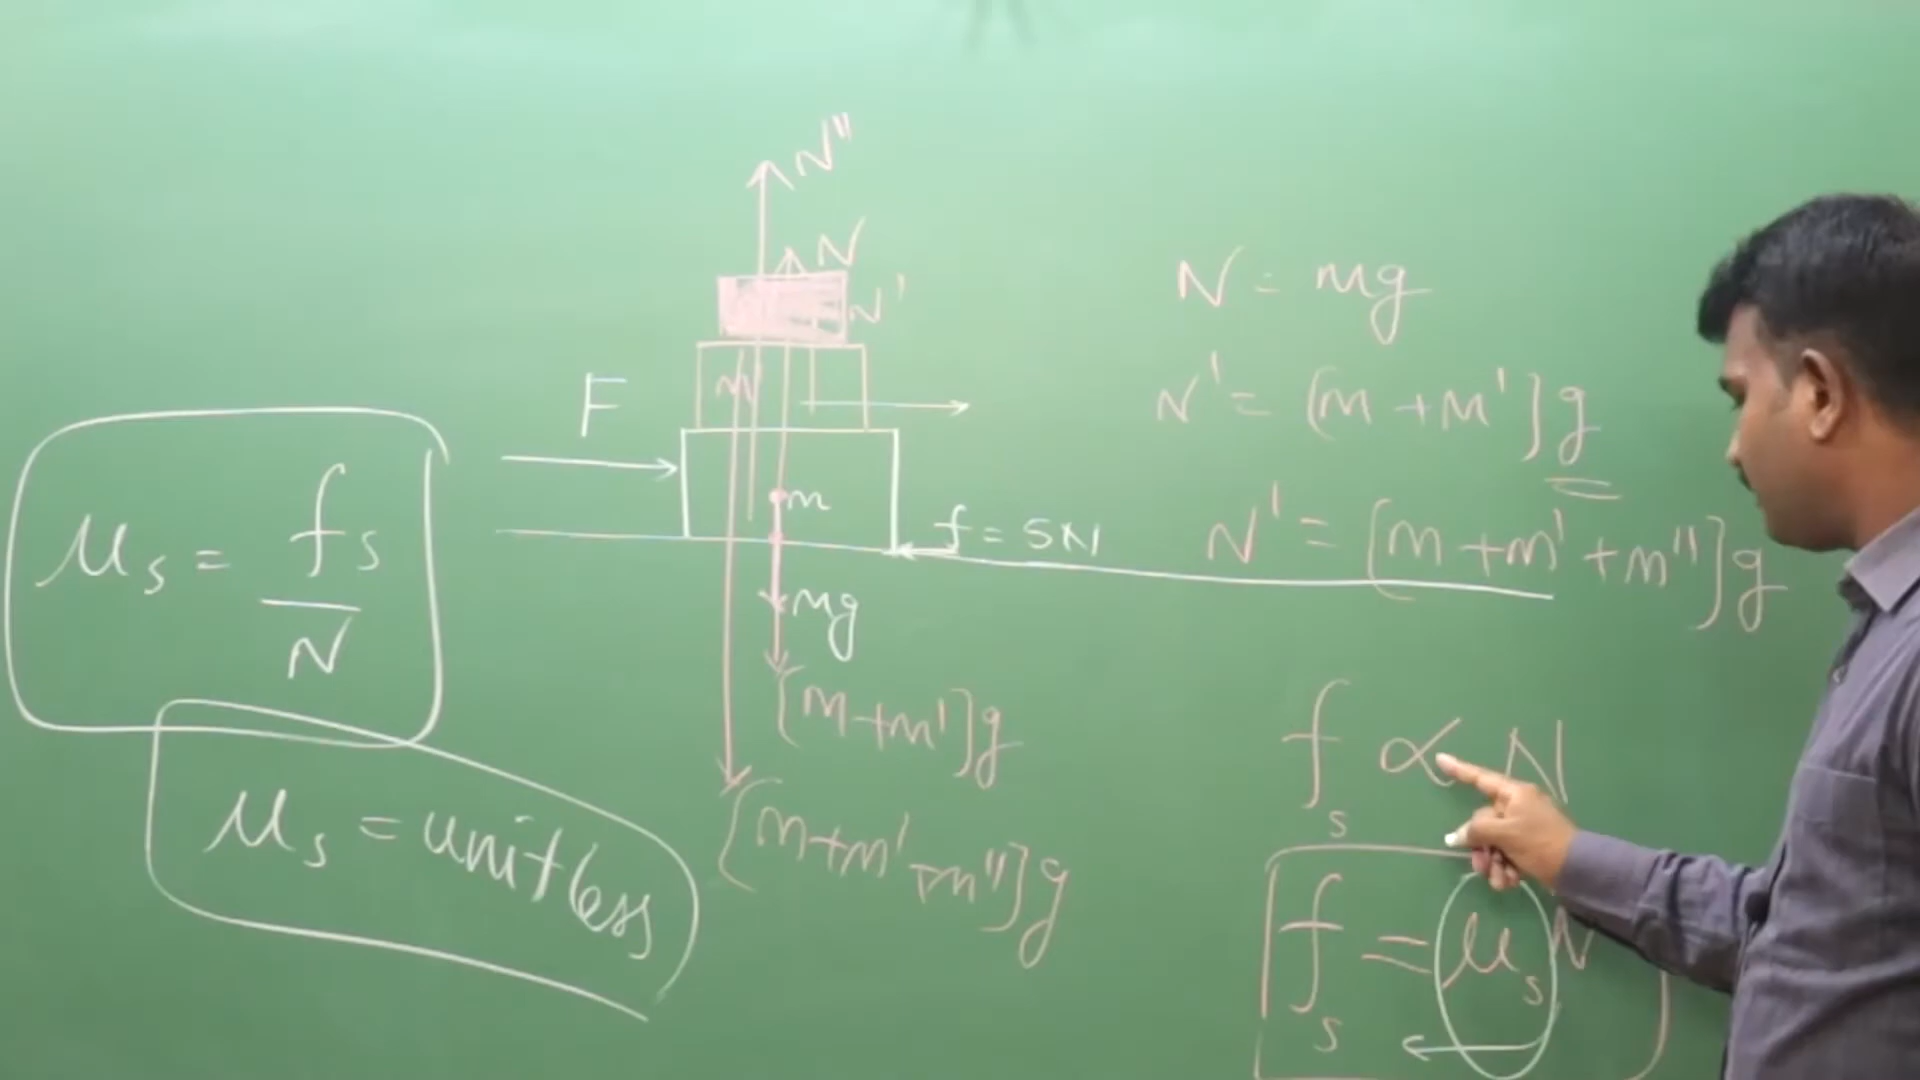 N''
N
N'
F
m'
m
f = 5N
mg
[m+m']g
[m+m'+m'']g
μs = fs/N
μs = unitless
N = mg
N' = [m+m']g
N' = [m+m'+m'']g
fs ∝ N
fs = μs N